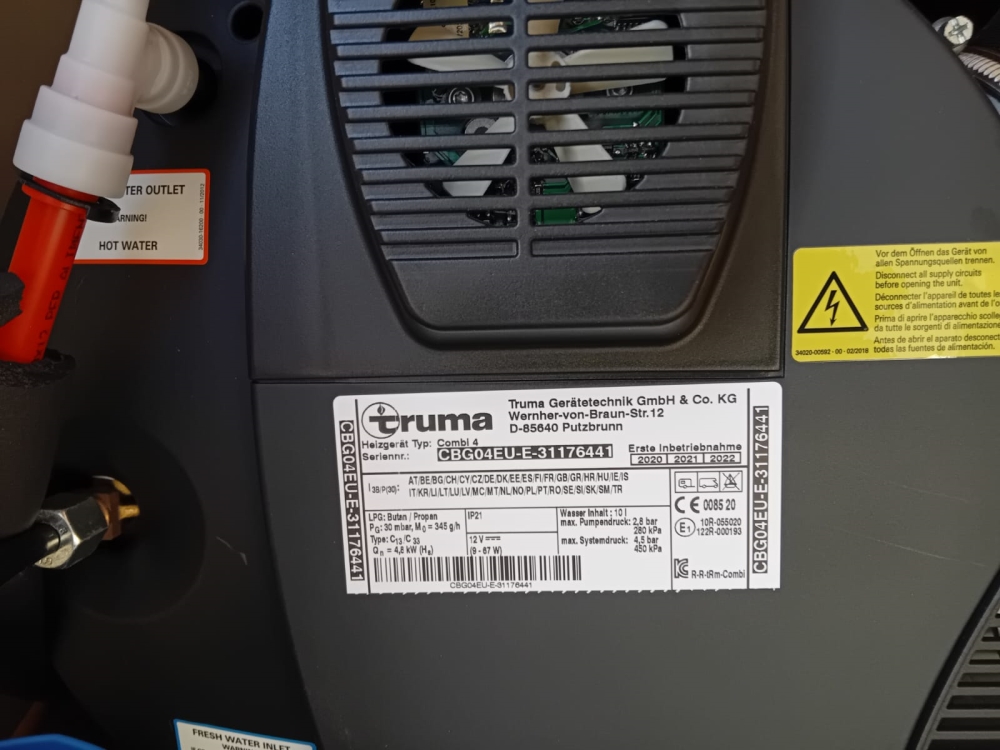 TER OUTLET
ARNING!
HOT WATER
Vor dem Öffnen das Gerät von
allen Spannungsquellen trennen.
Disconnect all supply circuits
before opening the unit.
Déconnecter l'appareil de toutes
sources d'alimentation avant de
Prima di aprire l'apparecchio
da tutte le sorgenti di
Antes de abrir el aparato
todas las fuentes de alimentación.
34020-00592 - 00 - 02/2018
truma
Truma Gerätetechnik GmbH & Co. KG
Wernher-von-Braun-Str.12
D-85640 Putzbrunn
Heizgerät Typ: Combi 4
Seriennr.: CBG04EU-E-31176441
Erste Inbetriebnahme
2020 | 2021 | 2022
I 3B/P(30): AT/BE/BG/CH/CY/CZ/DE/DK/EE/ES/FI/FR/GB/GR/HR/HU/IE/IS
IT/KR/LI/LT/LU/LV/MC/MT/NL/NO/PL/PT/RO/SE/SI/SK/SM/TR
LPG: Butan / Propan
PG: 30 mbar, MC = 345 g/h
Type: C13/C33
Qn = 4,8 kW (Hs)
IP21
12 V
(9 - 67 W)
Wasser Inhalt: 10 l
max. Pumpendruck: 2,8 bar
280 kPa
max. Systemdruck: 4,5 bar
450 kPa
CE 0085 20
E1 10R-055020
122R-000193
R-R-tRm-Combi
CBG04EU-E-31176441
CBG04EU-E-31176441
CBG04EU-E-31176441
FRESH WATER INLET